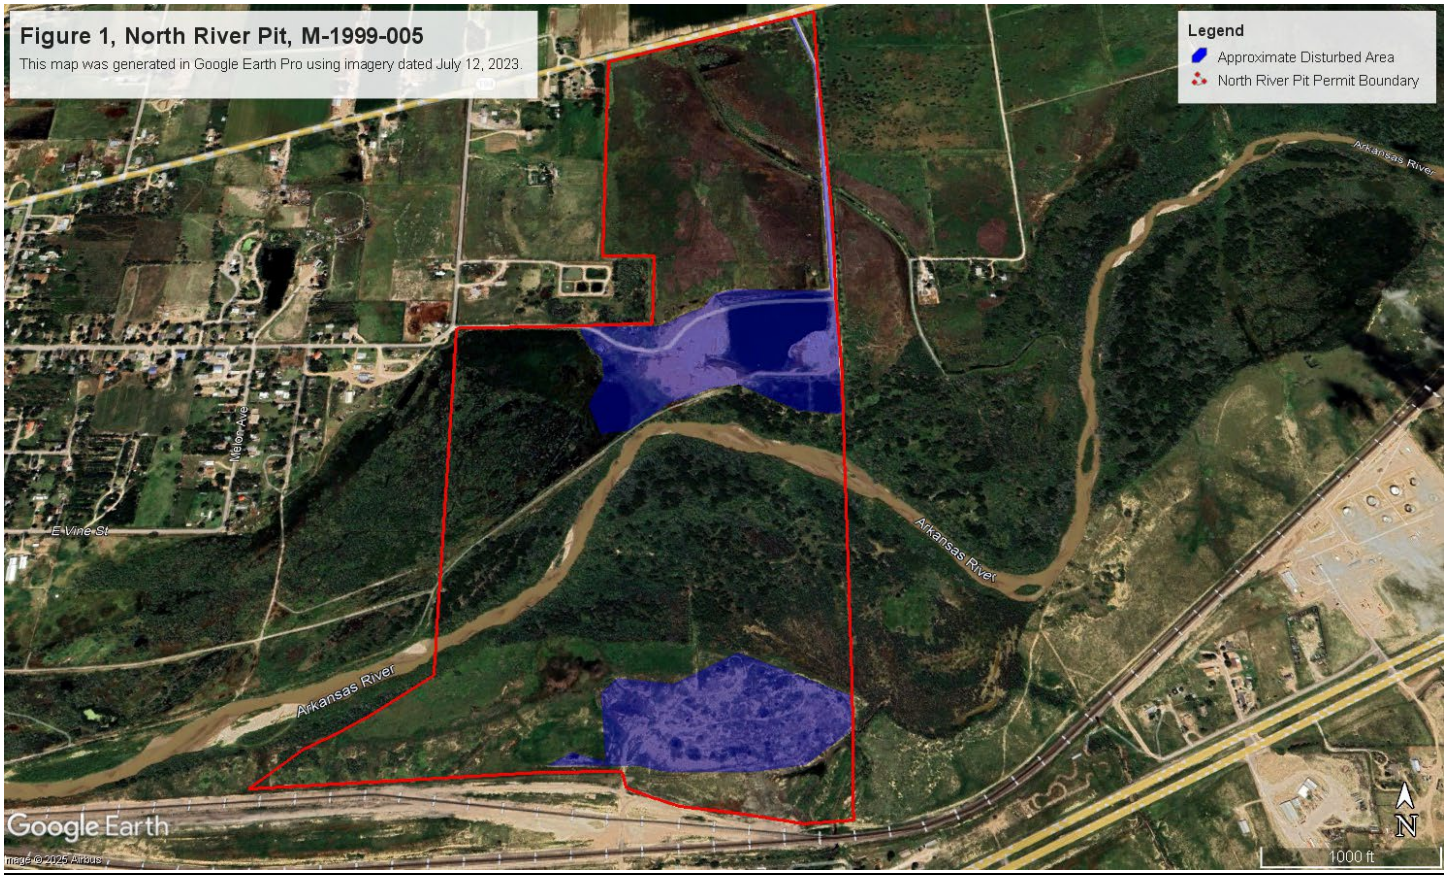 Figure 1, North River Pit, M-1999-005
This map was generated in Google Earth Pro using imagery dated July 12, 2023.
Legend
Approximate Disturbed Area
North River Pit Permit Boundary
Arkansas River
Melon Ave
E Vine St
Arkansas River
Arkansas River
Google Earth
Image © 2025 Airbus
N
1000 ft